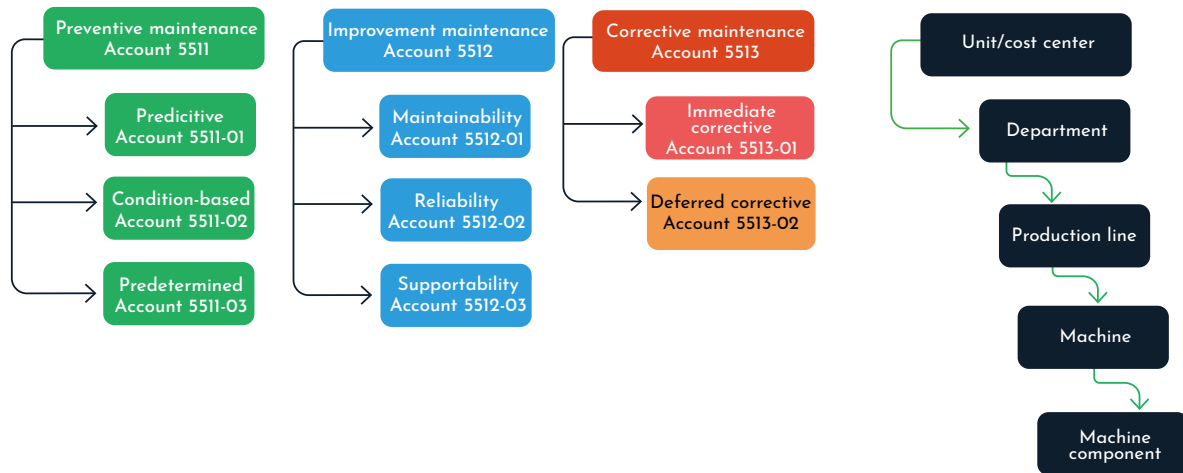 Preventive maintenance
Account 5511
Predicitive
Account 5511-01
Condition-based
Account 5511-02
Predetermined
Account 5511-03
Improvement maintenance
Account 5512
Maintainability
Account 5512-01
Reliability
Account 5512-02
Supportability
Account 5512-03
Corrective maintenance
Account 5513
Immediate
corrective
Account 5513-01
Deferred corrective
Account 5513-02
Unit/cost center
Department
Production line
Machine
Machine
component